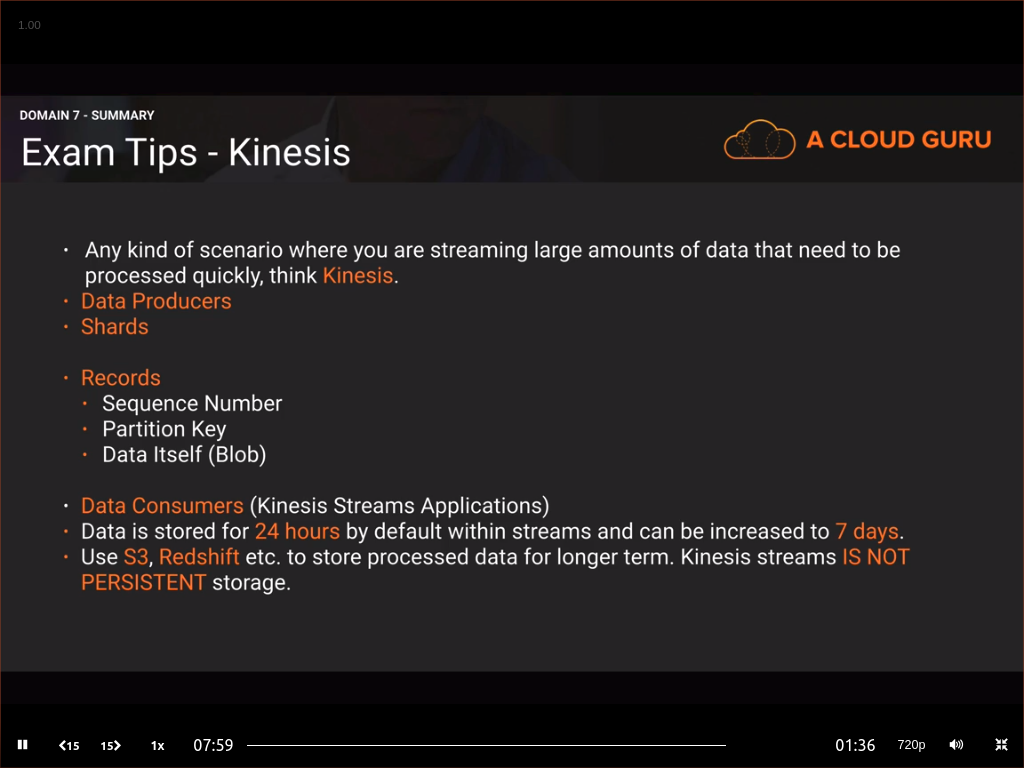 1.00
DOMAIN 7 - SUMMARY
Exam Tips - Kinesis
A CLOUD GURU
· Any kind of scenario where you are streaming large amounts of data that need to be
processed quickly, think Kinesis.
· Data Producers
· Shards
· Records
· Sequence Number
· Partition Key
· Data Itself (Blob)
· Data Consumers (Kinesis Streams Applications)
· Data is stored for 24 hours by default within streams and can be increased to 7 days.
· Use S3, Redshift etc. to store processed data for longer term. Kinesis streams IS NOT
PERSISTENT storage.
15 15 1x 07:59 01:36 720p